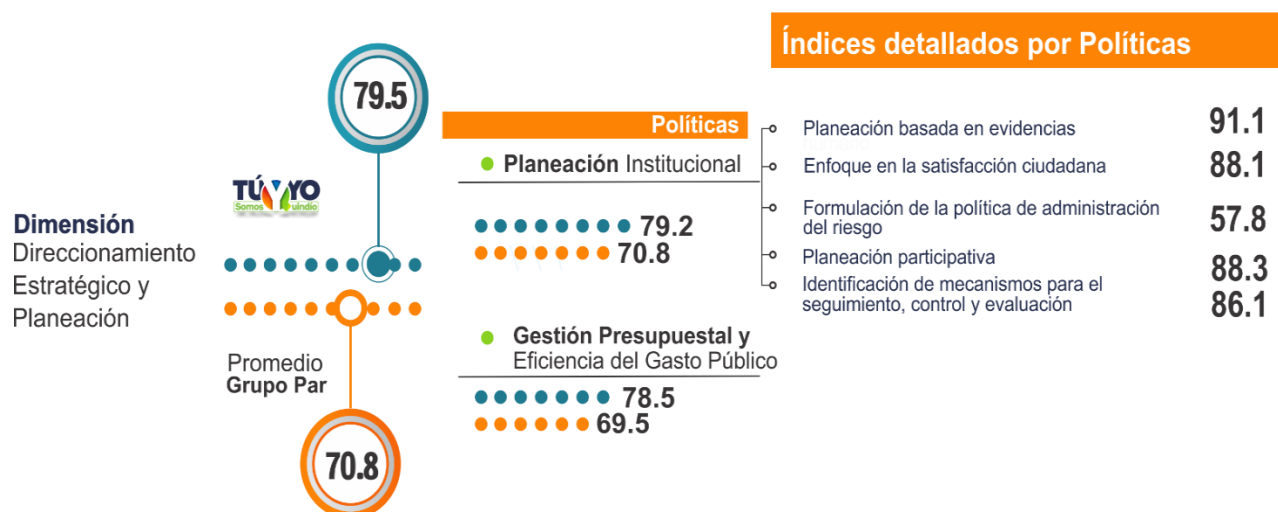 Índices detallados por Políticas
79.5
Políticas
Planeación basada en evidencias
91.1
Planeación Institucional
Enfoque en la satisfacción ciudadana
88.1
TÚ Y YO
Somos Quindio
Dimensión
Direccionamiento
Estratégico y
Planeación
79.2
70.8
Formulación de la política de administración
del riesgo
57.8
Planeación participativa
88.3
Identificación de mecanismos para el
seguimiento, control y evaluación
86.1
Promedio
Grupo Par
Gestión Presupuestal y
Eficiencia del Gasto Público
78.5
69.5
70.8